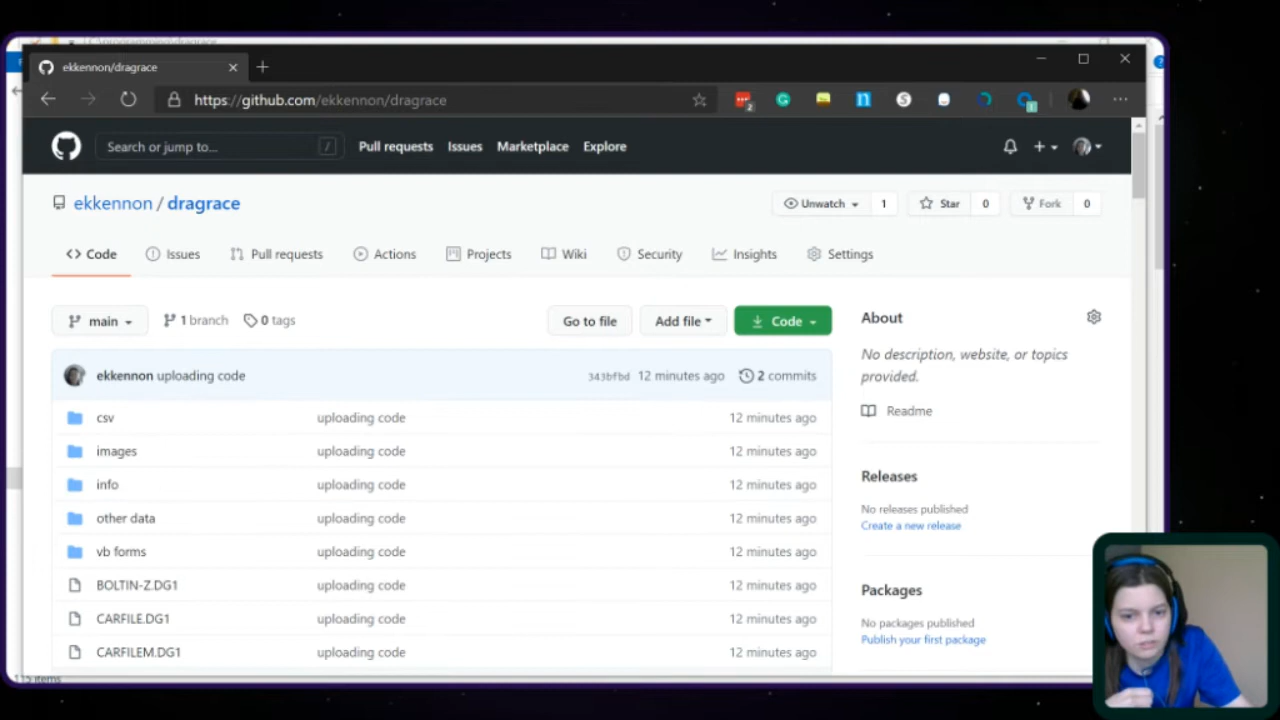 C:\programming\dragrace
ekkennon/dragrace
https://github.com/ekkennon/dragrace
2
1
Search or jump to...
/
Pull requests
Issues
Marketplace
Explore
ekkennon / dragrace
Unwatch
1
Star
0
Fork
0
Code
Issues
Pull requests
Actions
Projects
Wiki
Security
Insights
Settings
main
1 branch
0 tags
Go to file
Add file
Code
About
No description, website, or topics
provided.
Readme
ekkennon uploading code
343bfbd 12 minutes ago
2 commits
csv
uploading code
12 minutes ago
images
uploading code
12 minutes ago
info
uploading code
12 minutes ago
other data
uploading code
12 minutes ago
vb forms
uploading code
12 minutes ago
BOLTIN-Z.DG1
uploading code
12 minutes ago
CARFILE.DG1
uploading code
12 minutes ago
CARFILEM.DG1
uploading code
12 minutes ago
Releases
No releases published
Create a new release
Packages
No packages published
Publish your first package
items